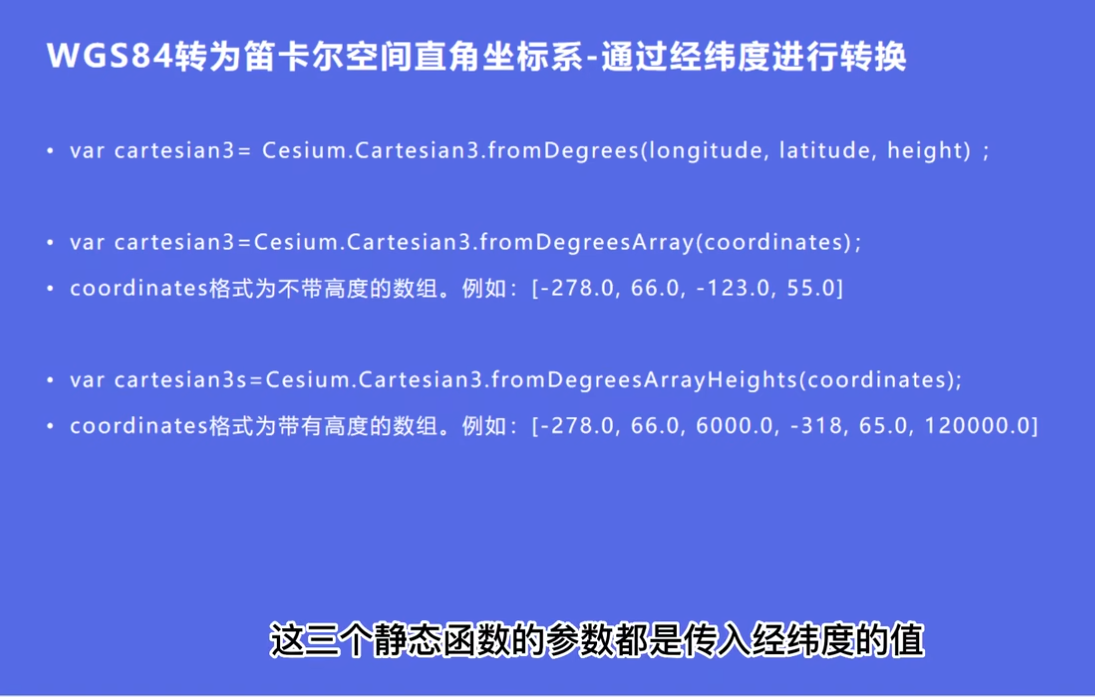 WGS84转为笛卡尔空间直角坐标系-通过经纬度进行转换
• var cartesian3= Cesium.Cartesian3.fromDegrees(longitude, latitude, height) ;
• var cartesian3=Cesium.Cartesian3.fromDegreesArray(coordinates);
• coordinates格式为不带高度的数组。例如：[-278.0, 66.0, -123.0, 55.0]
• var cartesian3s=Cesium.Cartesian3.fromDegreesArrayHeights(coordinates);
• coordinates格式为带有高度的数组。例如：[-278.0, 66.0, 6000.0, -318, 65.0, 120000.0]
这三个静态函数的参数都是传入经纬度的值